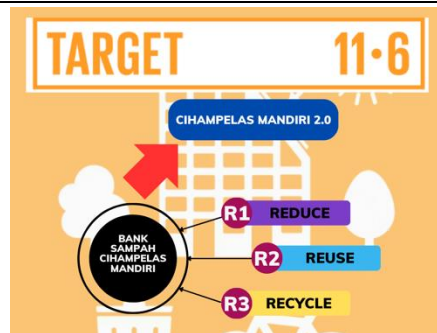 TARGET 11•6
CIHAMPELAS MANDIRI 2.0
R1 REDUCE
BANK
SAMPAH
CIHAMPELAS
MANDIRI
R2 REUSE
R3 RECYCLE